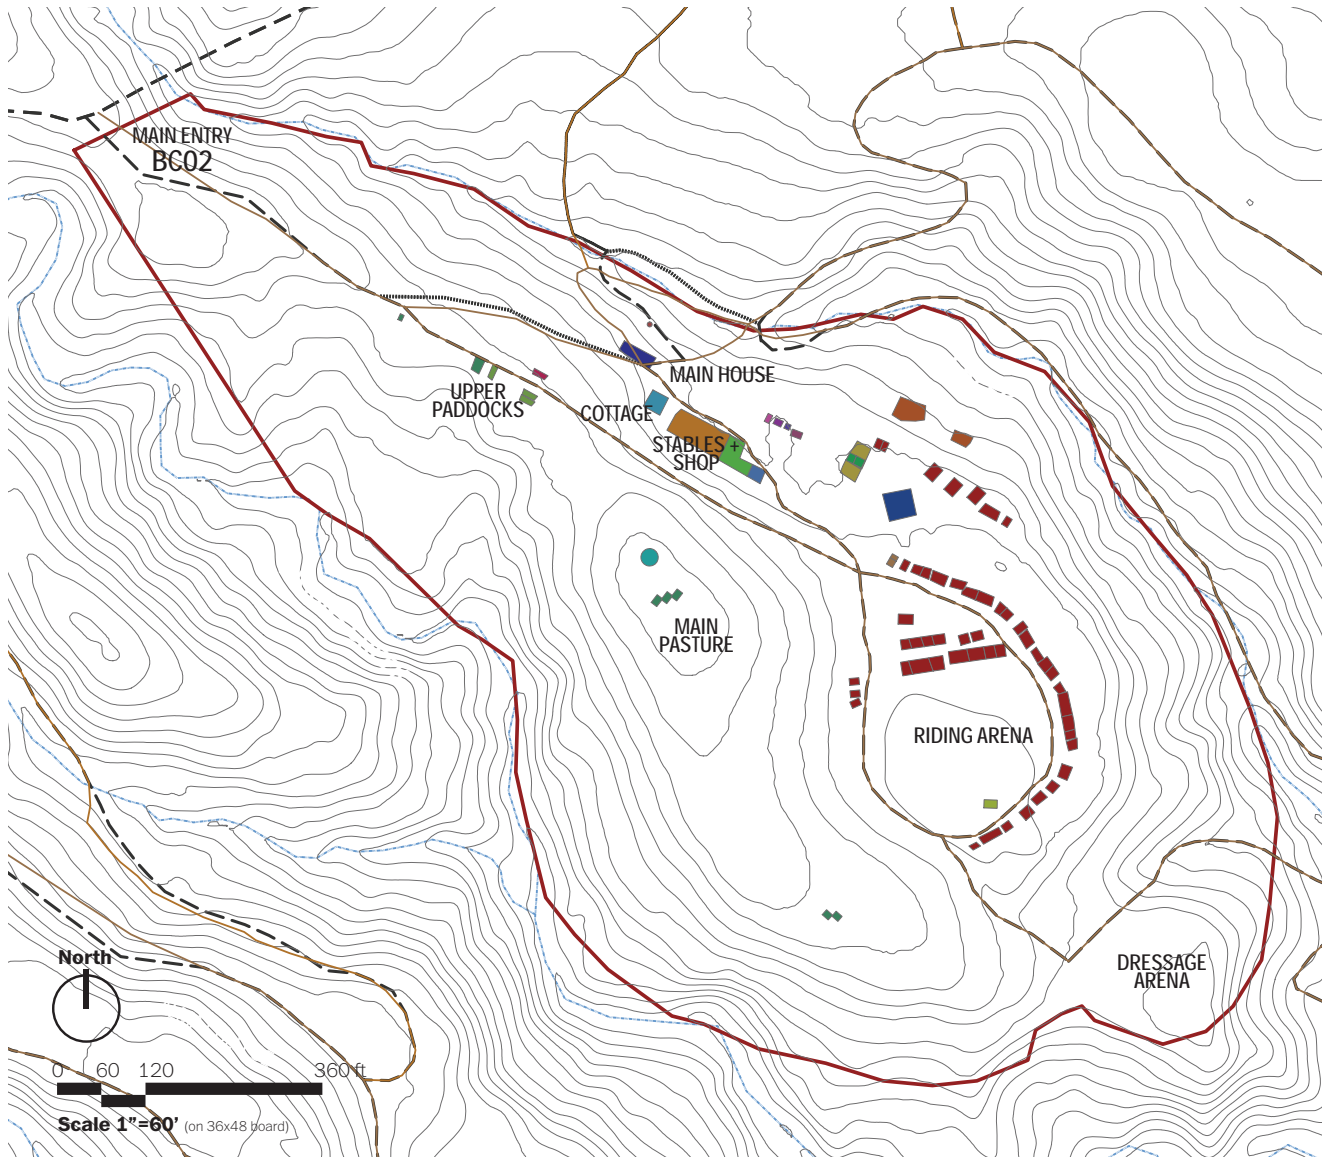 MAIN ENTRY
BC02
MAIN HOUSE
UPPER
PADDOCKS
COTTAGE
STABLES +
SHOP
MAIN
PASTURE
RIDING ARENA
DRESSAGE
ARENA
North
0 60 120 360 ft
Scale 1”=60’ (on 36x48 board)